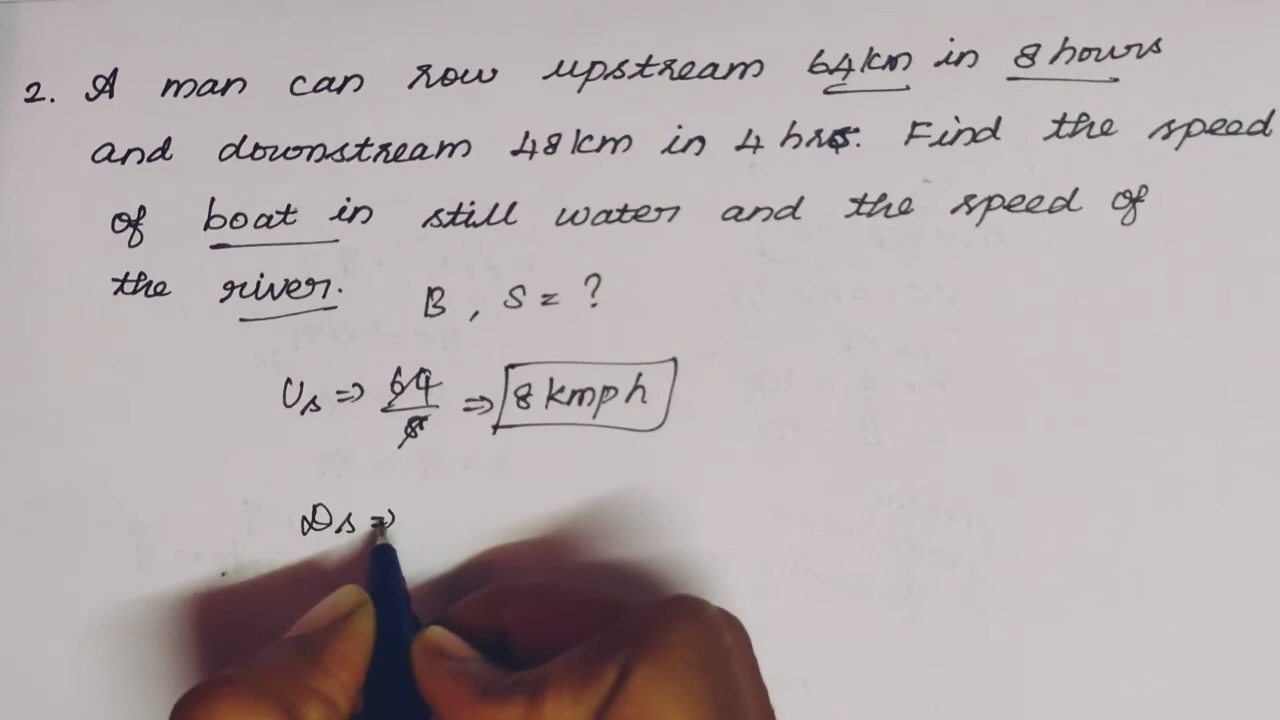 2. A man can row upstream 64km in 8 hours
and downstream 48km in 4 hrs. Find the speed
of boat in still water and the speed of
the river.
B, S = ?
Us ⇒ 64/8 ⇒ 8 kmph
Ds ⇒